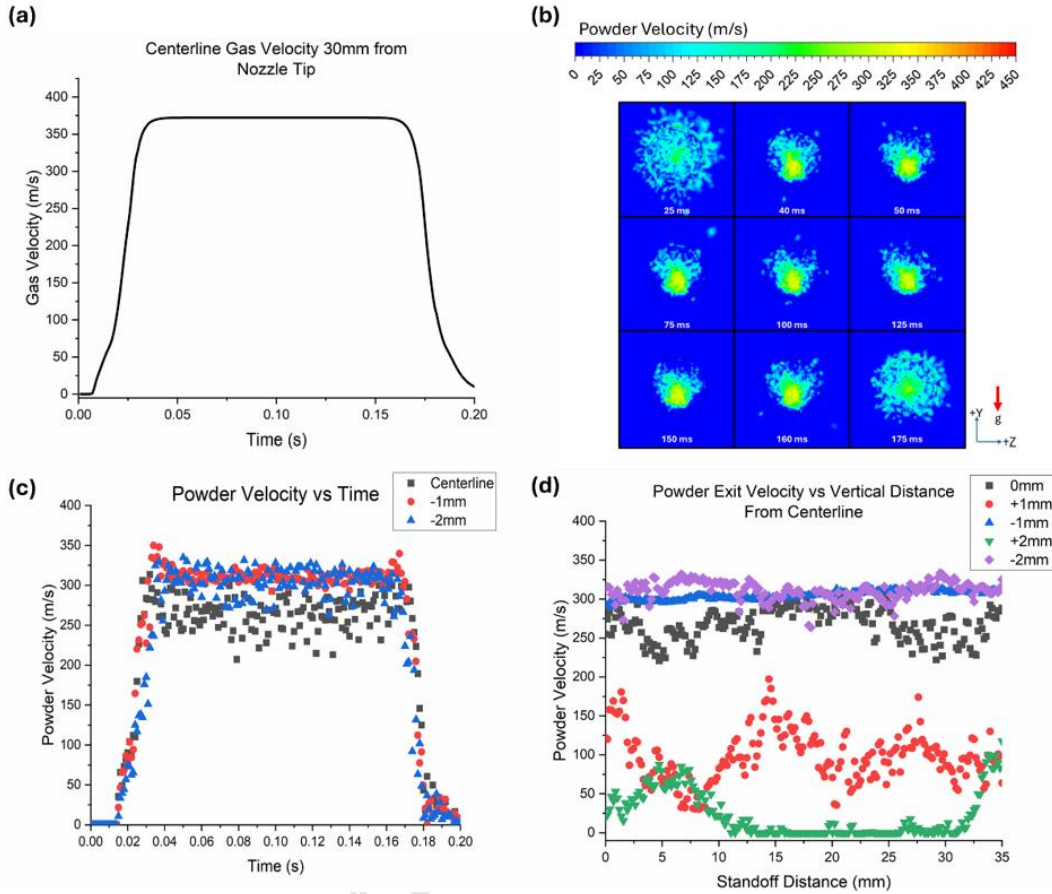 (a)
Centerline Gas Velocity 30mm from
Nozzle Tip
400
350
300
250
200
150
100
50
0
Gas Velocity (m/s)
0.00 0.05 0.10 0.15 0.20
Time (s)
(b)
Powder Velocity (m/s)
0 25 50 75 100 125 150 175 200 225 250 275 300 325 350 375 400 425 450
25 ms 40 ms 50 ms
75 ms 100 ms 125 ms
150 ms 160 ms 175 ms
g
+Y
+Z
(c)
Powder Velocity vs Time
Centerline
-1mm
-2mm
400
350
300
250
200
150
100
50
0
Powder Velocity (m/s)
0.00 0.02 0.04 0.06 0.08 0.10 0.12 0.14 0.16 0.18 0.20
Time (s)
(d)
Powder Exit Velocity vs Vertical Distance
From Centerline
0mm
+1mm
-1mm
+2mm
-2mm
400
350
300
250
200
150
100
50
0
Powder Velocity (m/s)
0 5 10 15 20 25 30 35
Standoff Distance (mm)